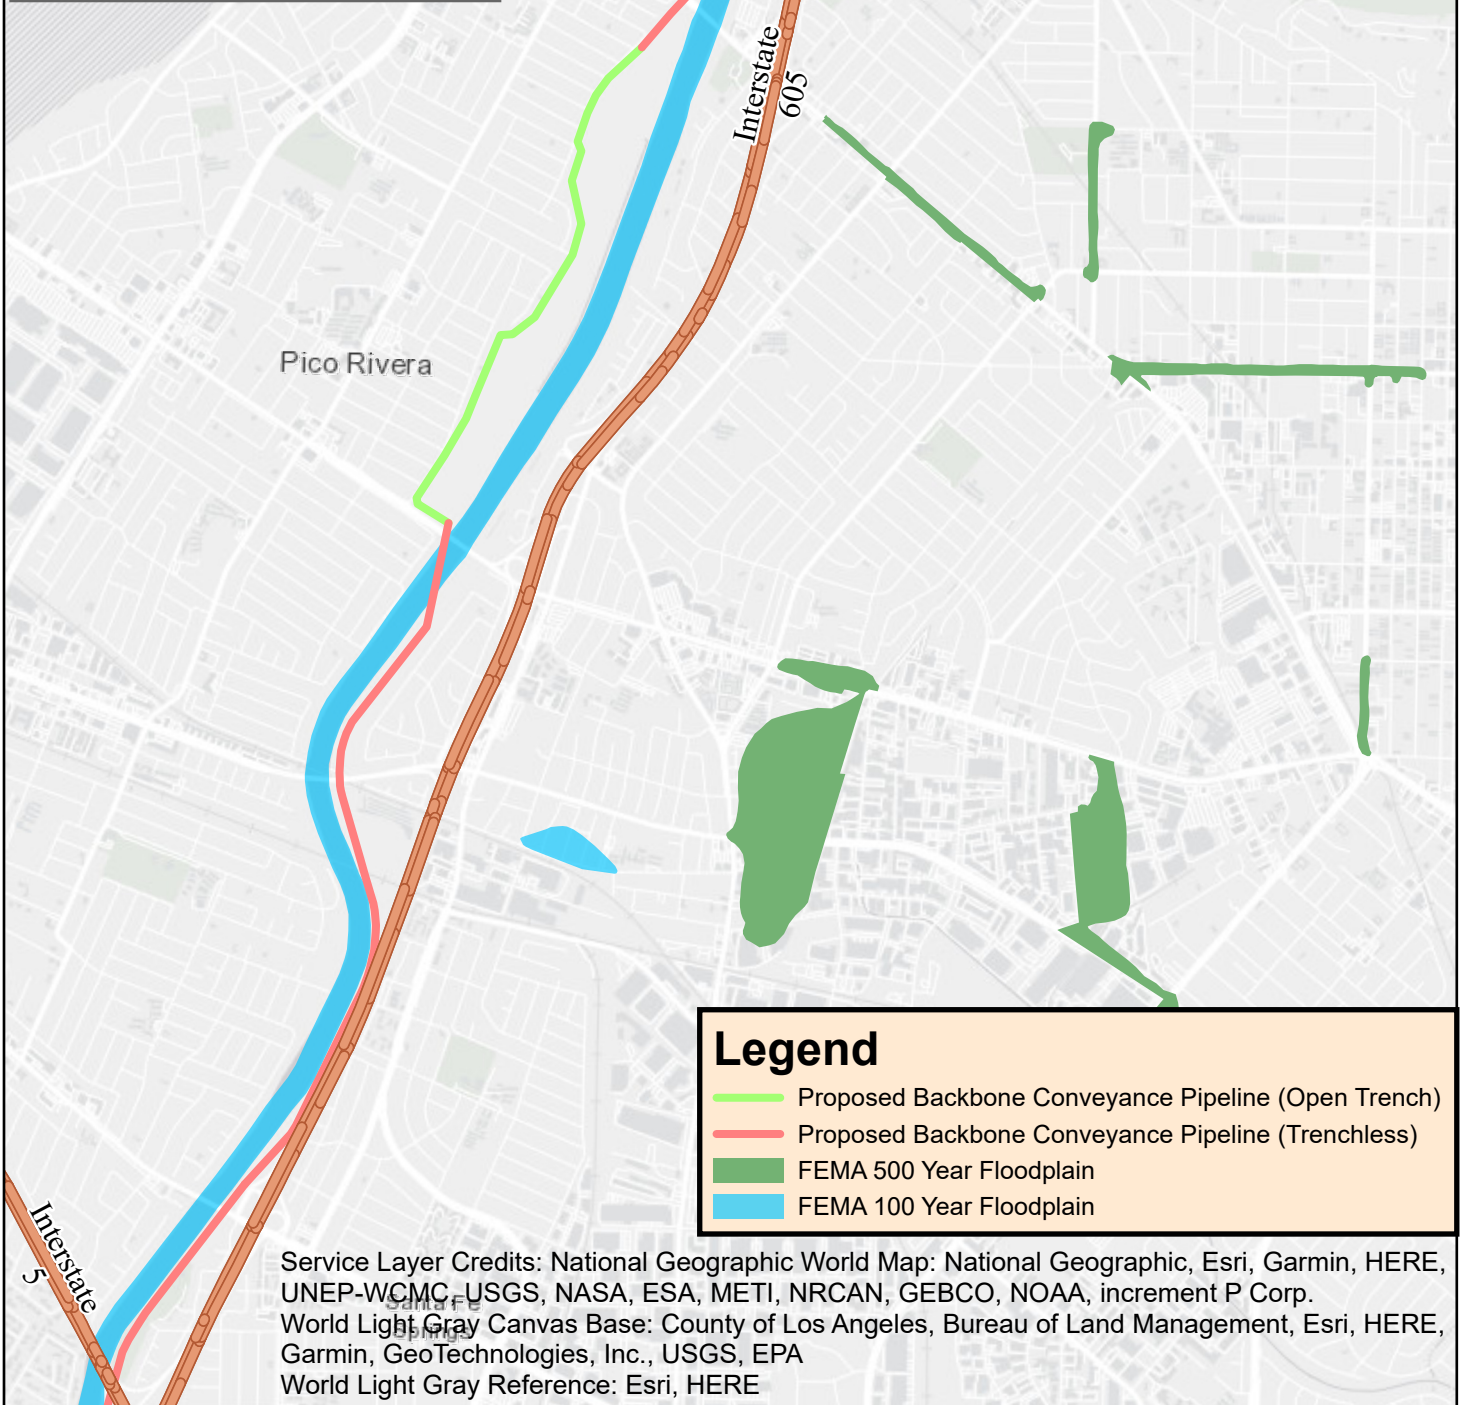 Interstate
605
Pico Rivera
Legend
Proposed Backbone Conveyance Pipeline (Open Trench)
Proposed Backbone Conveyance Pipeline (Trenchless)
FEMA 500 Year Floodplain
FEMA 100 Year Floodplain
Interstate
5
Santa Fe
Springs
Service Layer Credits: National Geographic World Map: National Geographic, Esri, Garmin, HERE,
UNEP-WCMC, USGS, NASA, ESA, METI, NRCAN, GEBCO, NOAA, increment P Corp.
World Light Gray Canvas Base: County of Los Angeles, Bureau of Land Management, Esri, HERE,
Garmin, GeoTechnologies, Inc., USGS, EPA
World Light Gray Reference: Esri, HERE